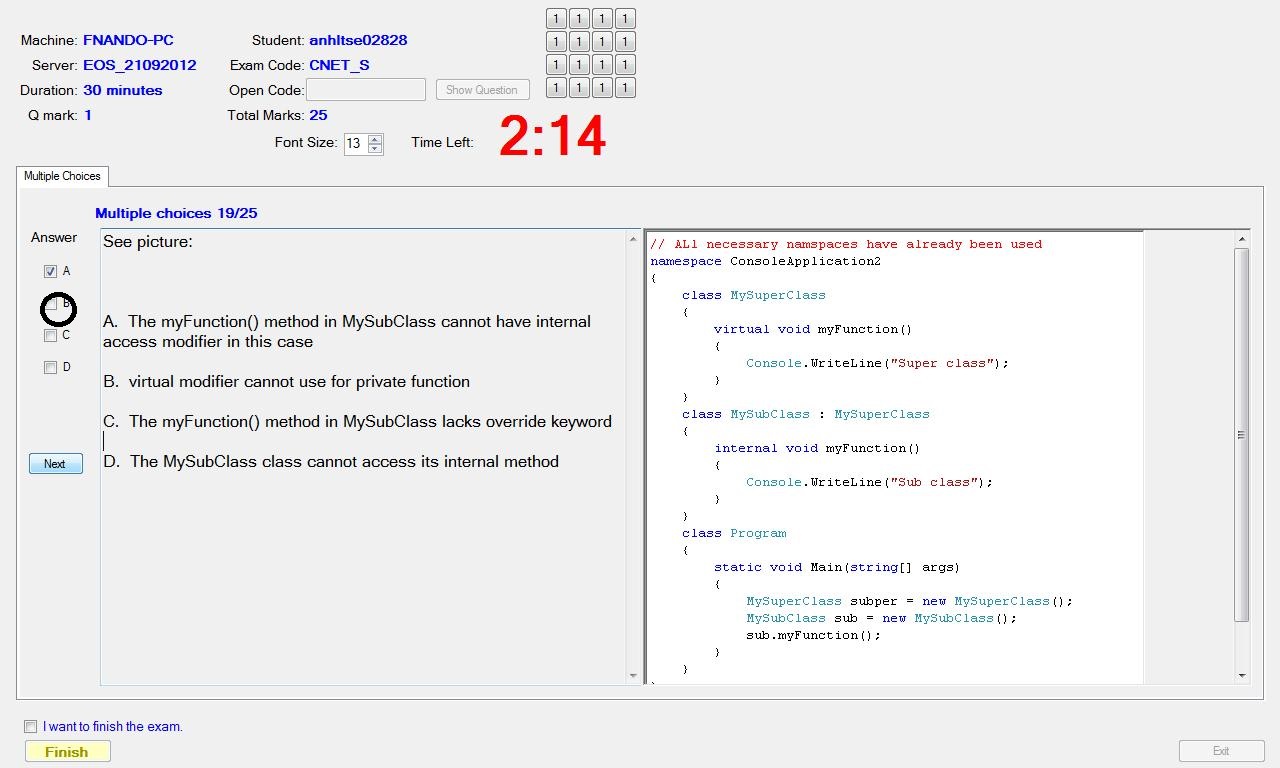 Machine: FNANDO-PC Student: anhltse02828
Server: EOS_21092012 Exam Code: CNET_S
Duration: 30 minutes Open Code: Show Question
Q mark: 1 Total Marks: 25
Font Size: 13 Time Left: 2:14
1 1 1 1
1 1 1 1
1 1 1 1
1 1 1 1
Multiple Choices
Multiple choices 19/25
Answer
A
B
C
D
Next
See picture:
A. The myFunction() method in MySubClass cannot have internal
access modifier in this case
B. virtual modifier cannot use for private function
C. The myFunction() method in MySubClass lacks override keyword
D. The MySubClass class cannot access its internal method
// ALl necessary namspaces have already been used
namespace ConsoleApplication2
{
class MySuperClass
{
virtual void myFunction()
{
Console.WriteLine("Super class");
}
}
class MySubClass : MySuperClass
{
internal void myFunction()
{
Console.WriteLine("Sub class");
}
}
class Program
{
static void Main(string[] args)
{
MySuperClass subper = new MySuperClass();
MySubClass sub = new MySubClass();
sub.myFunction();
}
}
I want to finish the exam.
Finish
Exit